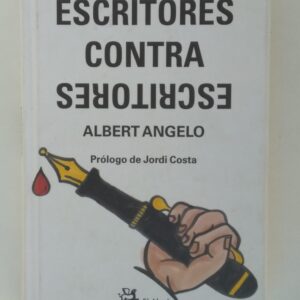 ESCRITORES
CONTRA
ESCRITORES
ALBERT ANGELO
Prólogo de Jordi Costa